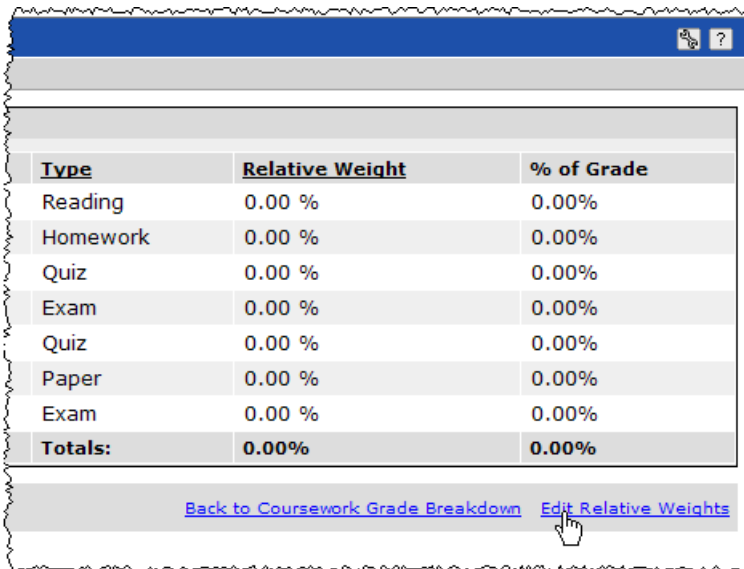 ?
Type Relative Weight % of Grade
Reading 0.00 % 0.00%
Homework 0.00 % 0.00%
Quiz 0.00 % 0.00%
Exam 0.00 % 0.00%
Quiz 0.00 % 0.00%
Paper 0.00 % 0.00%
Exam 0.00 % 0.00%
Totals: 0.00% 0.00%
Back to Coursework Grade Breakdown Edit Relative Weights